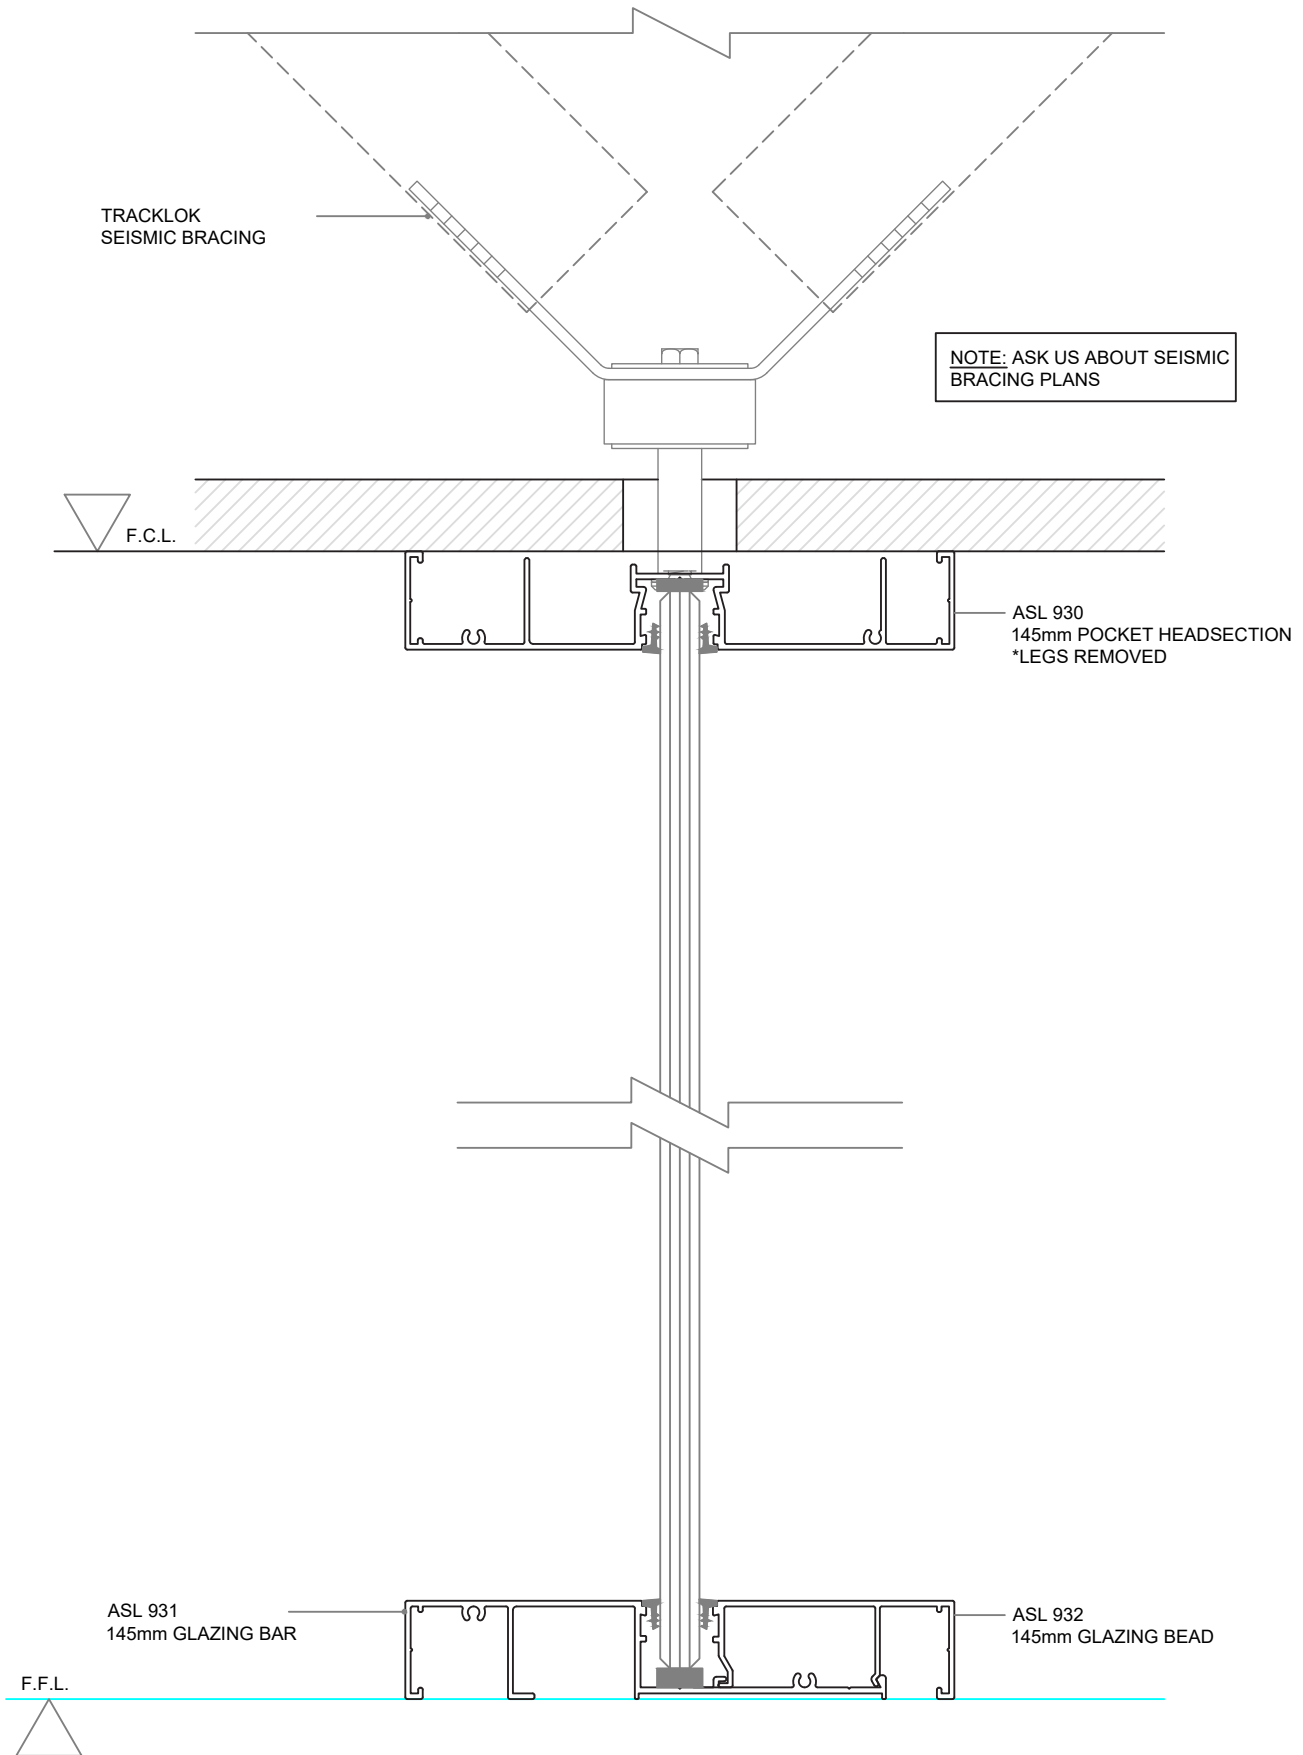 TRACKLOK
SEISMIC BRACING
NOTE: ASK US ABOUT SEISMIC
BRACING PLANS
F.C.L.
ASL 930
145mm POCKET HEADSECTION
*LEGS REMOVED
ASL 931
145mm GLAZING BAR
ASL 932
145mm GLAZING BEAD
F.F.L.